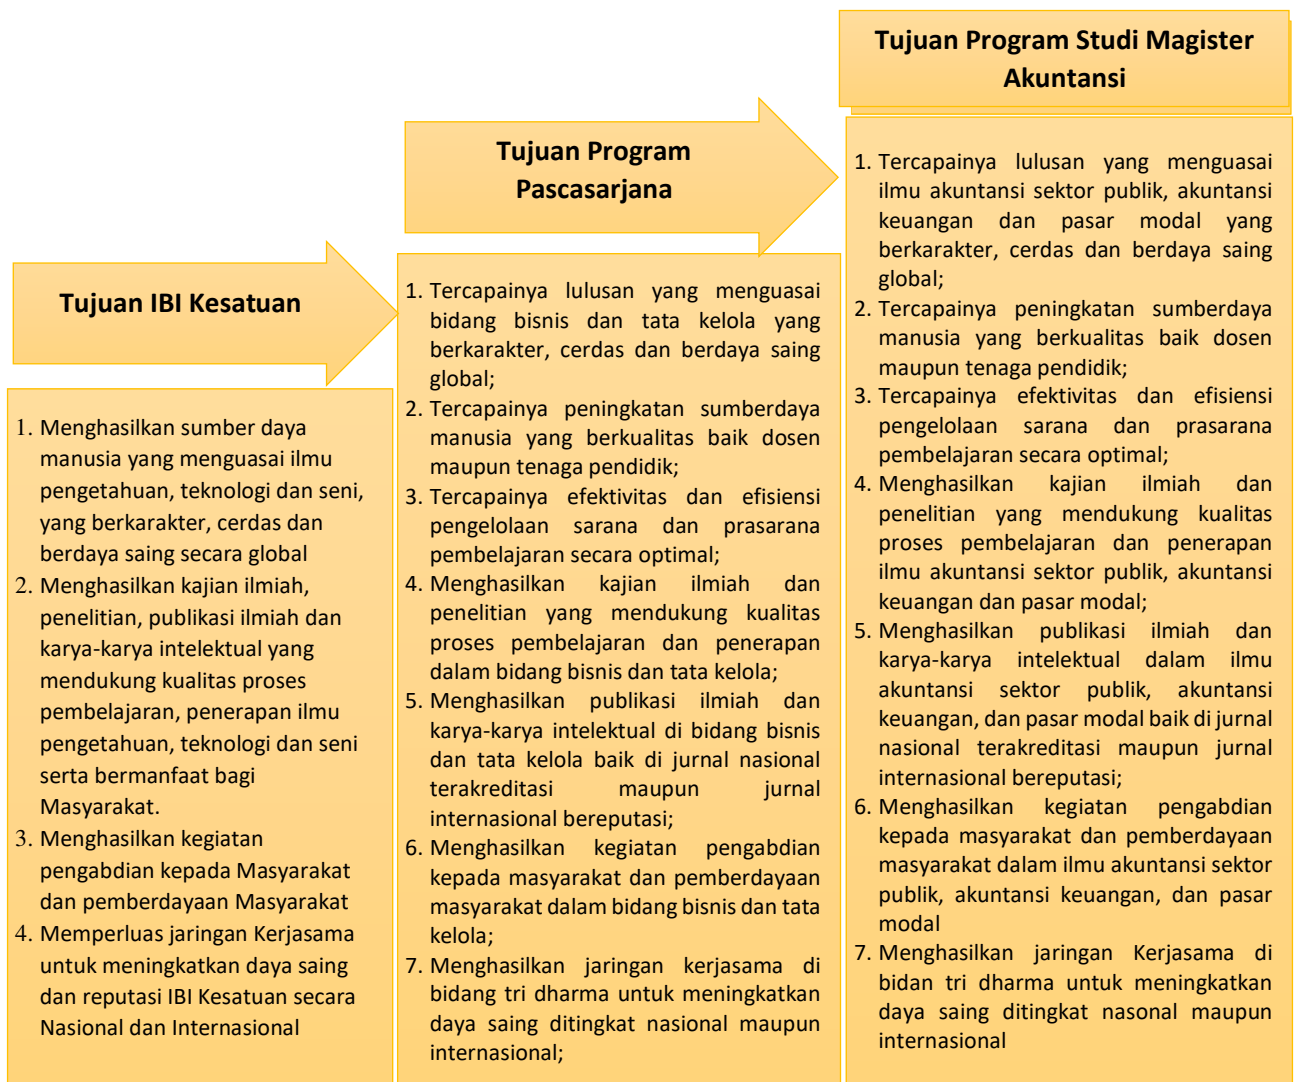 Tujuan IBI Kesatuan
1. Menghasilkan sumber daya
manusia yang menguasai ilmu
pengetahuan, teknologi dan seni,
yang berkarakter, cerdas dan
berdaya saing secara global
2. Menghasilkan kajian ilmiah,
penelitian, publikasi ilmiah dan
karya-karya intelektual yang
mendukung kualitas proses
pembelajaran, penerapan ilmu
pengetahuan, teknologi dan seni
serta bermanfaat bagi
Masyarakat.
3. Menghasilkan kegiatan
pengabdian kepada Masyarakat
dan pemberdayaan Masyarakat
4. Memperluas jaringan Kerjasama
untuk meningkatkan daya saing
dan reputasi IBI Kesatuan secara
Nasional dan Internasional
Tujuan Program
Pascasarjana
1. Tercapainya lulusan yang menguasai
bidang bisnis dan tata kelola yang
berkarakter, cerdas dan berdaya saing
global;
2. Tercapainya peningkatan sumberdaya
manusia yang berkualitas baik dosen
maupun tenaga pendidik;
3. Tercapainya efektivitas dan efisiensi
pengelolaan sarana dan prasarana
pembelajaran secara optimal;
4. Menghasilkan kajian ilmiah dan
penelitian yang mendukung kualitas
proses pembelajaran dan penerapan
dalam bidang bisnis dan tata kelola;
5. Menghasilkan publikasi ilmiah dan
karya-karya intelektual di bidang bisnis
dan tata kelola baik di jurnal nasional
terakreditasi maupun jurnal
internasional bereputasi;
6. Menghasilkan kegiatan pengabdian
kepada masyarakat dan pemberdayaan
masyarakat dalam bidang bisnis dan tata
kelola;
7. Menghasilkan jaringan kerjasama di
bidang tri dharma untuk meningkatkan
daya saing ditingkat nasional maupun
internasional;
Tujuan Program Studi Magister
Akuntansi
1. Tercapainya lulusan yang menguasai
ilmu akuntansi sektor publik, akuntansi
keuangan dan pasar modal yang
berkarakter, cerdas dan berdaya saing
global;
2. Tercapainya peningkatan sumberdaya
manusia yang berkualitas baik dosen
maupun tenaga pendidik;
3. Tercapainya efektivitas dan efisiensi
pengelolaan sarana dan prasarana
pembelajaran secara optimal;
4. Menghasilkan kajian ilmiah dan
penelitian yang mendukung kualitas
proses pembelajaran dan penerapan
ilmu akuntansi sektor publik, akuntansi
keuangan dan pasar modal;
5. Menghasilkan publikasi ilmiah dan
karya-karya intelektual dalam ilmu
akuntansi sektor publik, akuntansi
keuangan, dan pasar modal baik di jurnal
nasional terakreditasi maupun jurnal
internasional bereputasi;
6. Menghasilkan kegiatan pengabdian
kepada masyarakat dan pemberdayaan
masyarakat dalam ilmu akuntansi sektor
publik, akuntansi keuangan, dan pasar
modal
7. Menghasilkan jaringan Kerjasama di
bidan tri dharma untuk meningkatkan
daya saing ditingkat nasonal maupun
internasional